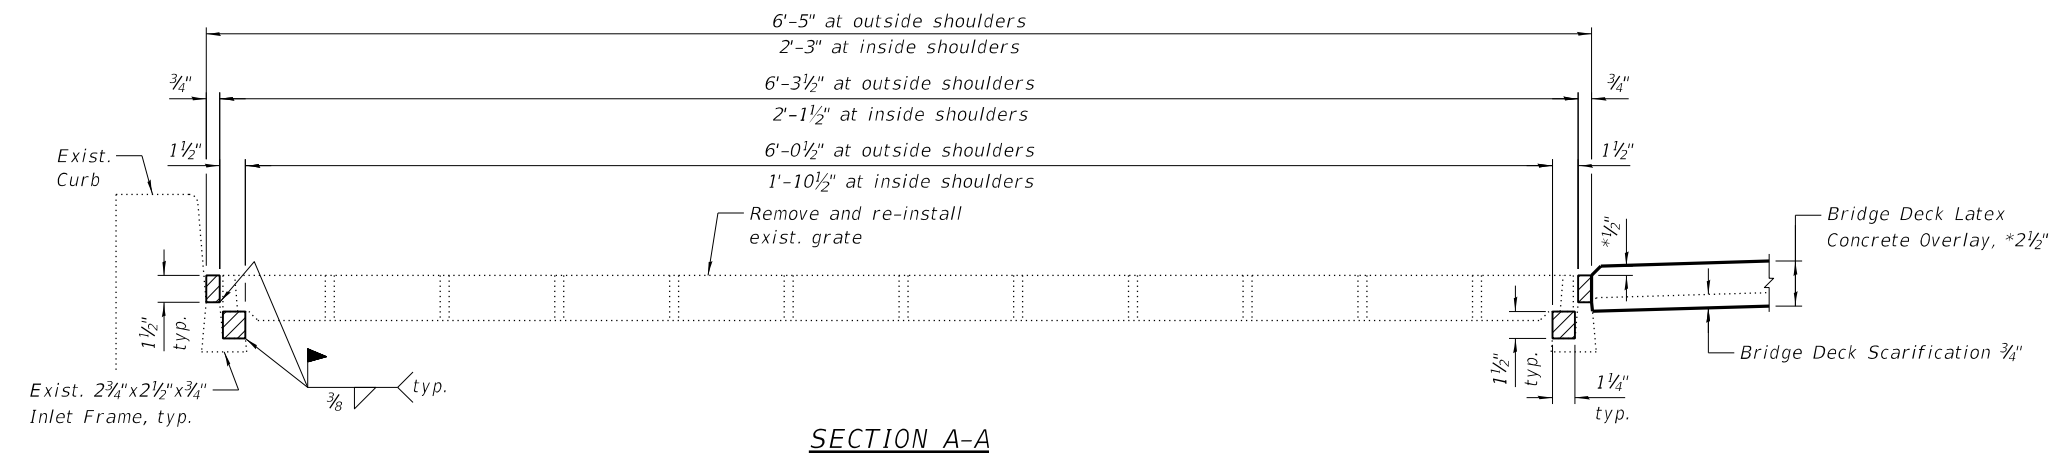 6'-5" at outside shoulders
2'-3" at inside shoulders
¾"
6'-3½" at outside shoulders
¾"
2'-1½" at inside shoulders
1½"
6'-0½" at outside shoulders
1½"
1'-10½" at inside shoulders
Exist.
Curb
Remove and re-install
exist. grate
*½"
Bridge Deck Latex
Concrete Overlay, *2½"
1½"
typ.
1½"
typ.
Bridge Deck Scarification ¾"
Exist. 2¾"x2½"x¾"
Inlet Frame, typ.
⅜
typ.
1¼"
typ.
SECTION A-A